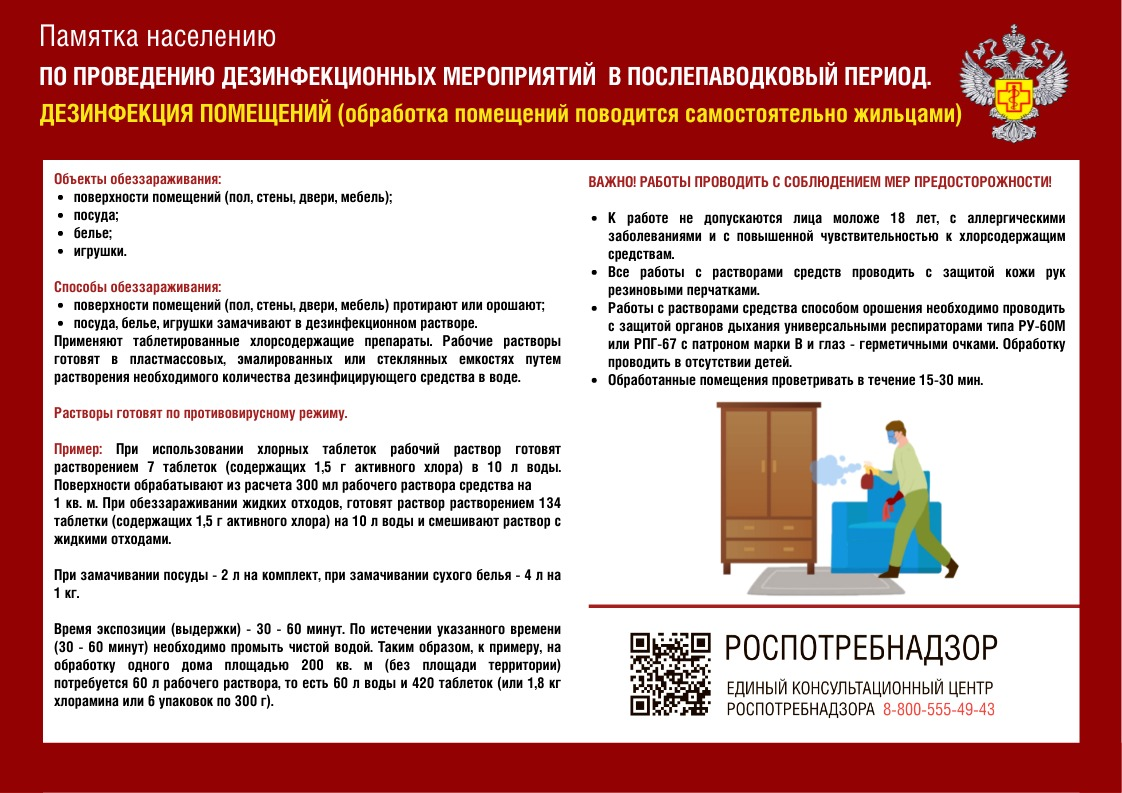 Памятка населению
ПО ПРОВЕДЕНИЮ ДЕЗИНФЕКЦИОННЫХ МЕРОПРИЯТИЙ В ПОСЛЕПАВОДКОВЫЙ ПЕРИОД.
ДЕЗИНФЕКЦИЯ ПОМЕЩЕНИЙ (обработка помещений поводится самостоятельно жильцами)
Объекты обеззараживания:
• поверхности помещений (пол, стены, двери, мебель);
• посуда;
• белье;
• игрушки.
Способы обеззараживания:
• поверхности помещений (пол, стены, двери, мебель) протирают или орошают;
• посуда, белье, игрушки замачивают в дезинфекционном растворе.
Применяют таблетированные хлорсодержащие препараты. Рабочие растворы
готовят в пластмассовых, эмалированных или стеклянных емкостях путем
растворения необходимого количества дезинфицирующего средства в воде.
Растворы готовят по противовирусному режиму.
Пример: При использовании хлорных таблеток рабочий раствор готовят
растворением 7 таблеток (содержащих 1,5 г активного хлора) в 10 л воды.
Поверхности обрабатывают из расчета 300 мл рабочего раствора средства на
1 кв. м. При обеззараживании жидких отходов, готовят раствор растворением 134
таблетки (содержащих 1,5 г активного хлора) на 10 л воды и смешивают раствор с
жидкими отходами.
При замачивании посуды - 2 л на комплект, при замачивании сухого белья - 4 л на
1 кг.
Время экспозиции (выдержки) - 30 - 60 минут. По истечении указанного времени
(30 - 60 минут) необходимо промыть чистой водой. Таким образом, к примеру, на
обработку одного дома площадью 200 кв. м (без площади территории)
потребуется 60 л рабочего раствора, то есть 60 л воды и 420 таблеток (или 1,8 кг
хлорамина или 6 упаковок по 300 г).
ВАЖНО! РАБОТЫ ПРОВОДИТЬ С СОБЛЮДЕНИЕМ МЕР ПРЕДОСТОРОЖНОСТИ!
• К работе не допускаются лица моложе 18 лет, с аллергическими
заболеваниями и с повышенной чувствительностью к хлорсодержащим
средствам.
• Все работы с растворами средств проводить с защитой кожи рук
резиновыми перчатками.
• Работы с растворами средства способом орошения необходимо проводить
с защитой органов дыхания универсальными респираторами типа РУ-60М
или РПГ-67 с патроном марки В и глаз - герметичными очками. Обработку
проводить в отсутствии детей.
• Обработанные помещения проветривать в течение 15-30 мин.
РОСПОТРЕБНАДЗОР
ЕДИНЫЙ КОНСУЛЬТАЦИОННЫЙ ЦЕНТР
РОСПОТРЕБНАДЗОРА 8-800-555-49-43